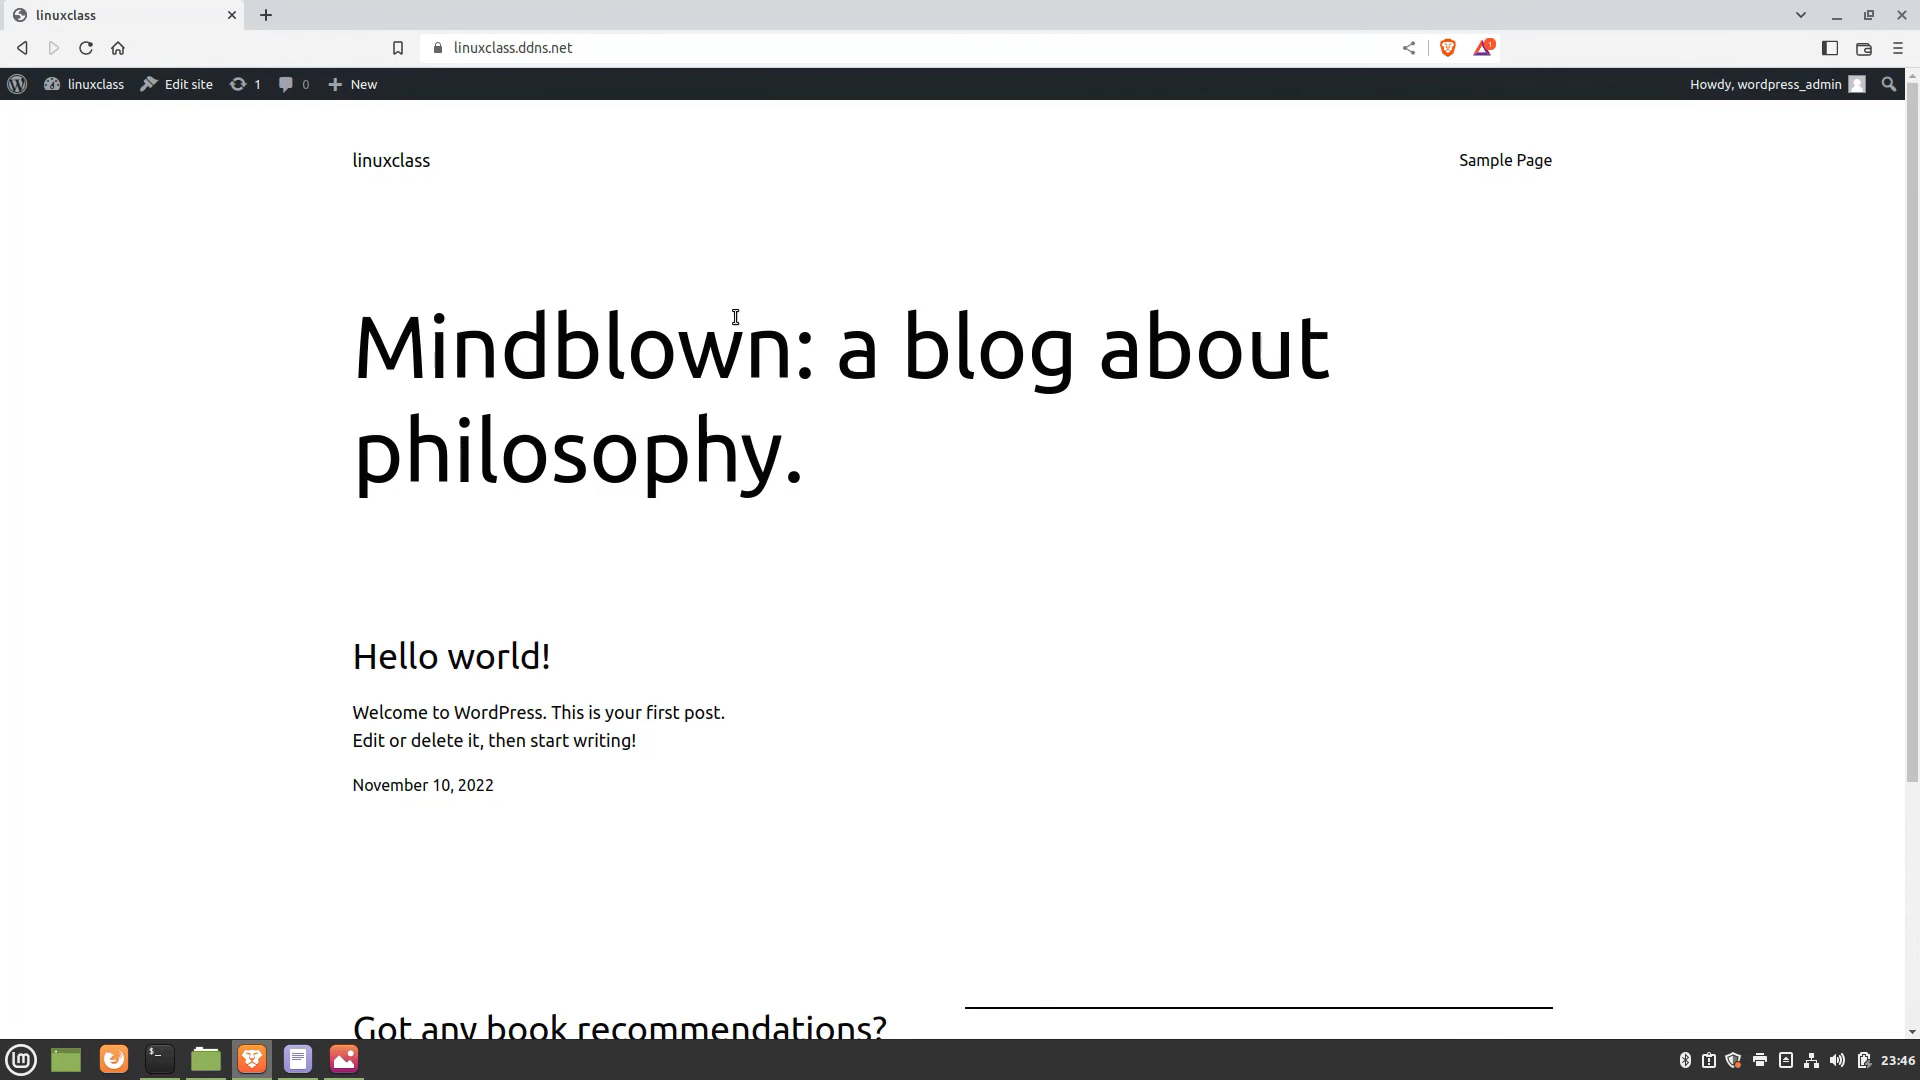 linuxclass
linuxclass.ddns.net
1
linuxclass
Edit site
1
0
New
Howdy, wordpress_admin
linuxclass
Sample Page
Mindblown: a blog about
philosophy.
Hello world!
Welcome to WordPress. This is your first post.
Edit or delete it, then start writing!
November 10, 2022
Got any book recommendations?
23:46